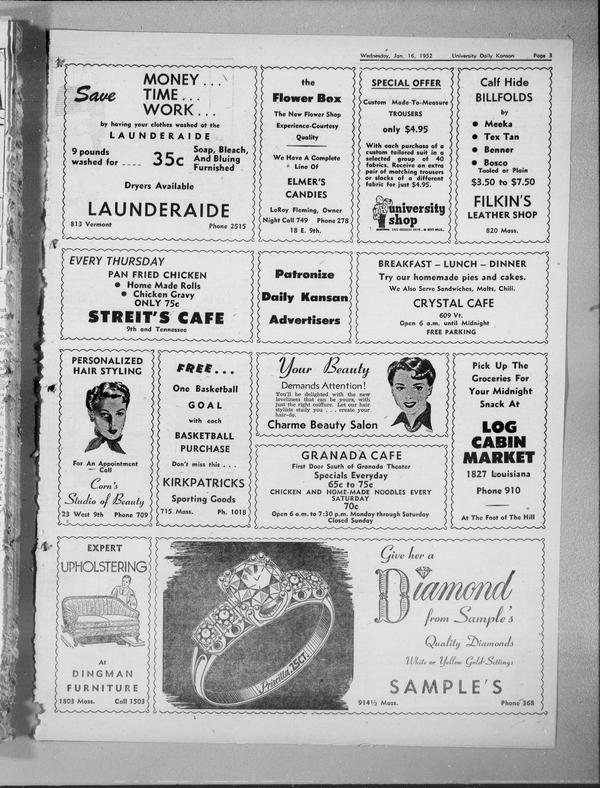 Wednesday, Jan. 16, 1952 University Daily Kansan Page 3
Save
MONEY . . .
TIME . . .
WORK . . .
by having your clothes washed at the
LAUNDERAIDE
9 pounds
washed for ---- 35c
Soap, Bleach,
And Bluing
Furnished
Dryers Available
LAUNDERAIDE
813 Vermont Phone 2515
the
Flower Box
The New Flower Shop
Experience-Courtesy
Quality
We Have A Complete
Line Of
ELMER'S
CANDIES
LeRoy Fleming, Owner
Night Call 749 Phone 278
18 E. 9th.
SPECIAL OFFER
Custom Made-To-Measure
TROUSERS
only $4.95
With each purchase of a
custom tailored suit in a
selected group of 40
fabrics. Receive an extra
pair of matching trousers
or slacks of a different
fabric for just $4.95.
university
shop
Calf Hide
BILLFOLDS
by
● Meeka
● Tex Tan
● Benner
● Bosco
Tooled or Plain
$3.50 to $7.50
FILKIN'S
LEATHER SHOP
820 Mass.
EVERY THURSDAY
PAN FRIED CHICKEN
● Home Made Rolls
● Chicken Gravy
ONLY 75c
STREIT'S CAFE
9th and Tennessee
Patronize
Daily Kansan
Advertisers
BREAKFAST – LUNCH – DINNER
Try our homemade pies and cakes.
We Also Serve Sandwiches, Malts, Chili.
CRYSTAL CAFE
609 Vt.
Open 6 a.m. until Midnight
FREE PARKING
PERSONALIZED
HAIR STYLING
For An Appointment
Call
Corn's
Studio of Beauty
23 West 9th Phone 709
FREE . . .
One Basketball
GOAL
with each
BASKETBALL
PURCHASE
Don't miss this . . .
KIRKPATRICKS
Sporting Goods
715 Mass. Ph. 1018
Your Beauty
Demands Attention!
You'll be delighted with the new
loveliness that can be yours, with
just the right coiffure. Let our hair
stylists study you . . . create your
hair-do.
Charme Beauty Salon
GRANADA CAFE
First Door South of Granada Theater
Specials Everyday
65c to 75c
CHICKEN AND HOME-MADE NOODLES EVERY
SATURDAY
70c
Open 6 a.m. to 7:30 p.m. Monday through Saturday
Closed Sunday
Pick Up The
Groceries For
Your Midnight
Snack At
LOG
CABIN
MARKET
1827 Louisiana
Phone 910
At The Foot of The Hill
EXPERT
UPHOLSTERING
At
DINGMAN
FURNITURE
1803 Mass. Call 1503
Priscilla .25CT.
Give her a
Diamond
from Sample's
Quality Diamonds
White or Yellow Gold-Settings
SAMPLE'S
914½ Mass. Phone 368